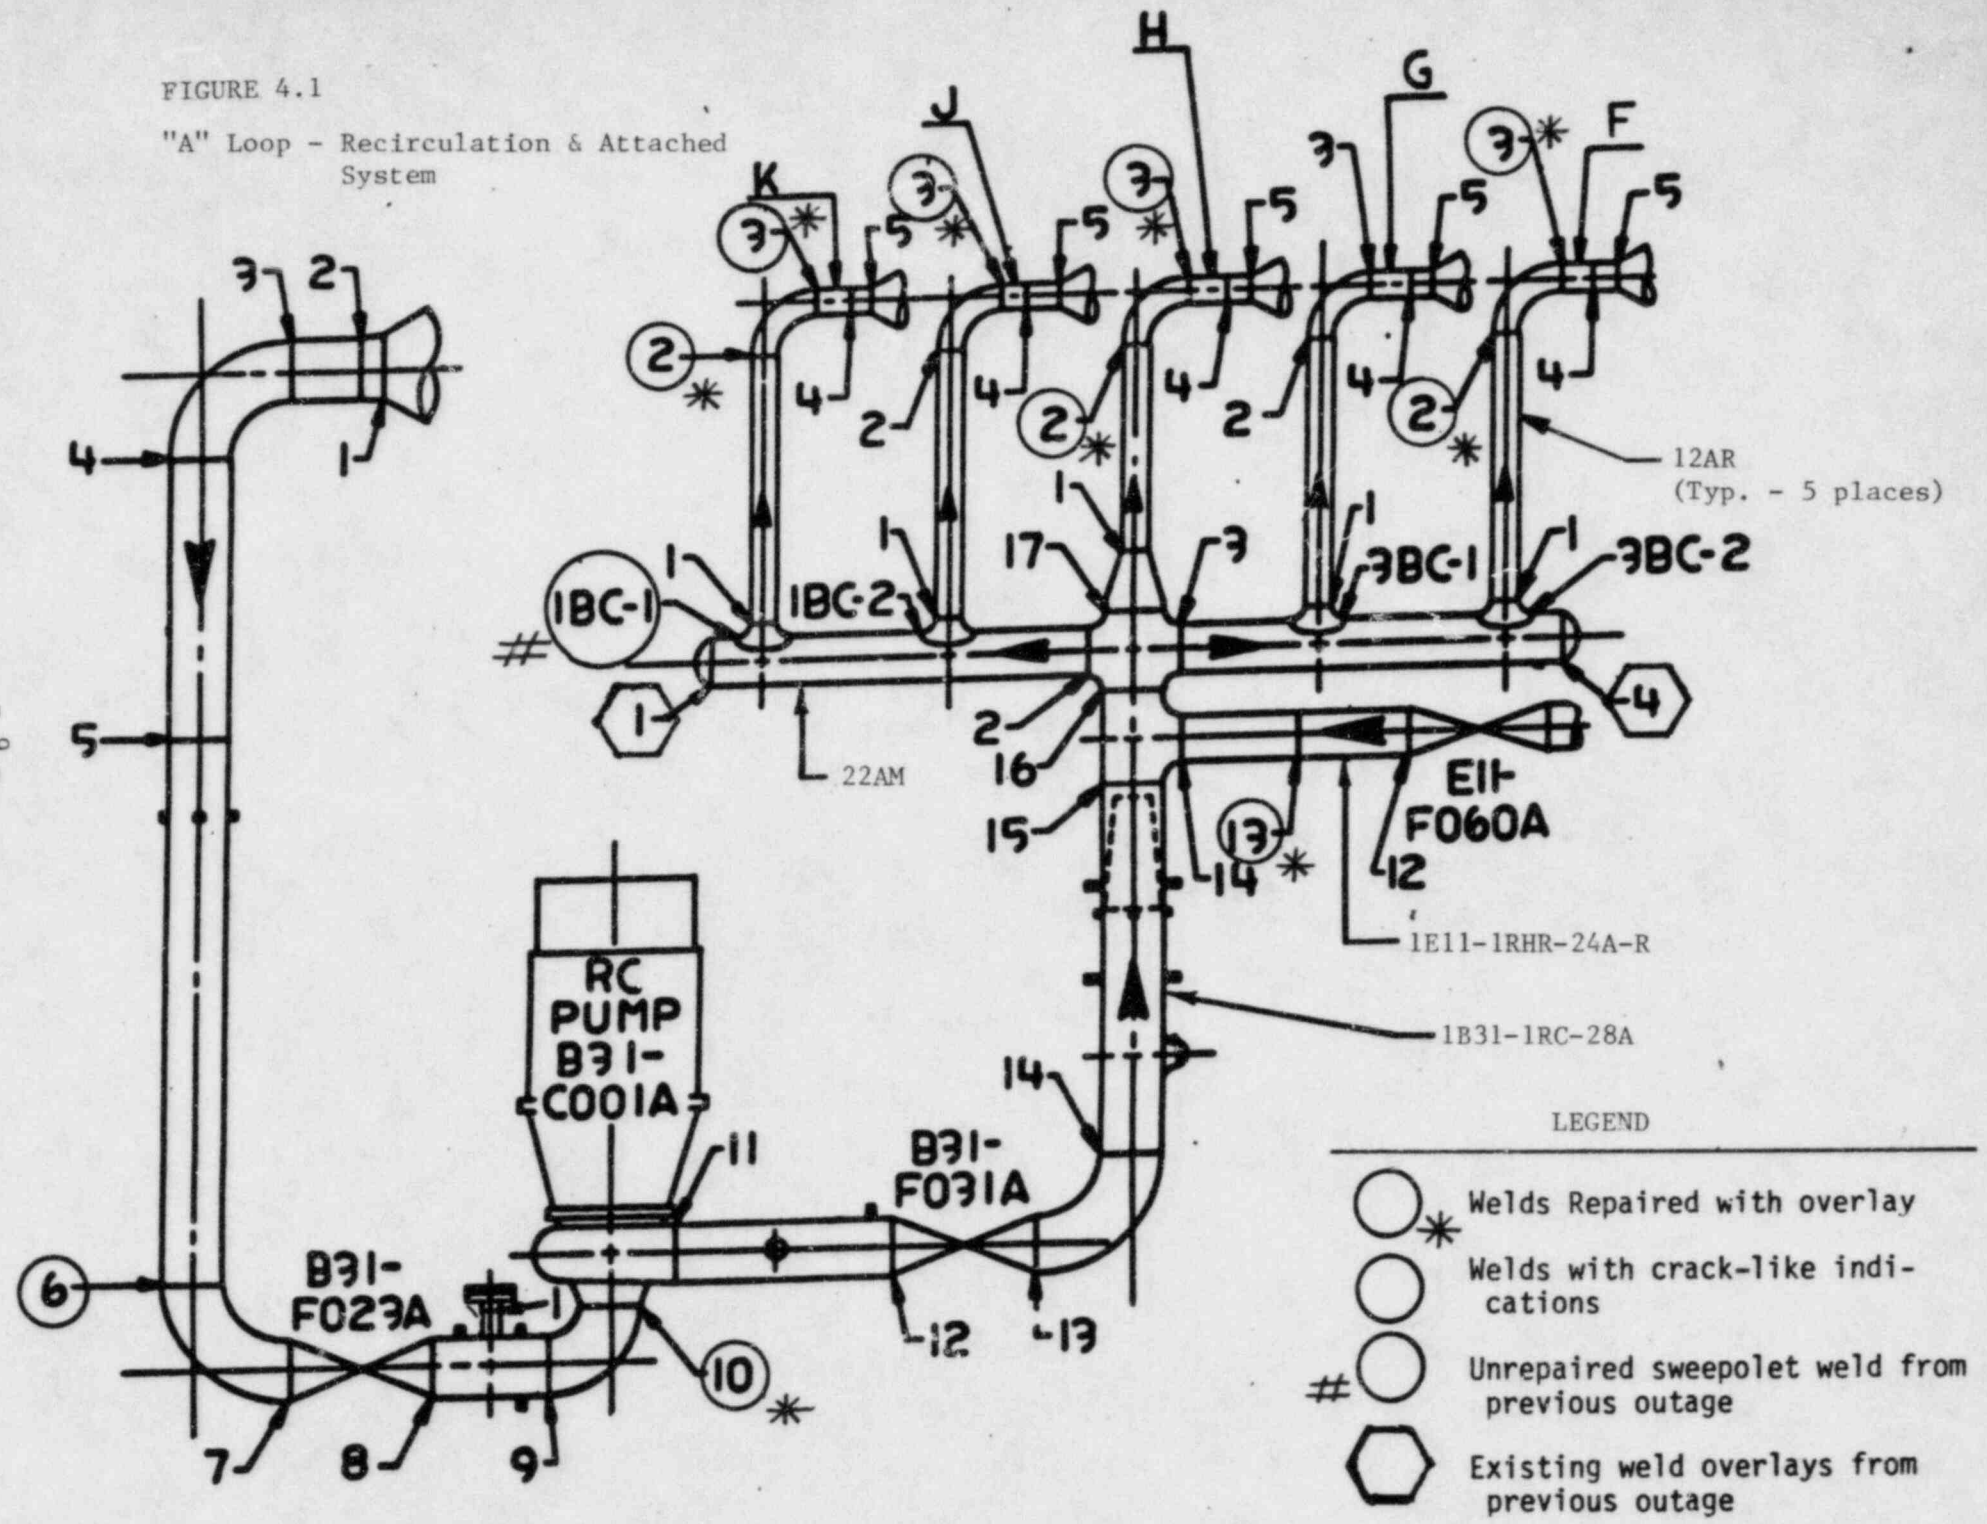 FIGURE 4.1
"A" Loop - Recirculation & Attached
System
H
G
J
3 *
F
K
3
3 *
3 *
3 *
5
5
5
5
5
3
2
2 *
4
4
4
4
4
2
2 *
2
2 *
4
1
12AR
(Typ. - 5 places)
1
1
1
1
1
17
3
3BC-1
3BC-2
# 1BC-1
1BC-2
1
2
4
16
5
22AM
15
13 *
14
12
E11-
F060A
1E11-1RHR-24A-R
RC
PUMP
B31-
C001A
1B31-1RC-28A
14
11
B31-
F031A
LEGEND
* Welds Repaired with overlay
Welds with crack-like indi-
cations
# Unrepaired sweepolet weld from
previous outage
Existing weld overlays from
previous outage
6
B31-
F023A
1
12
13
10 *
7
8
9